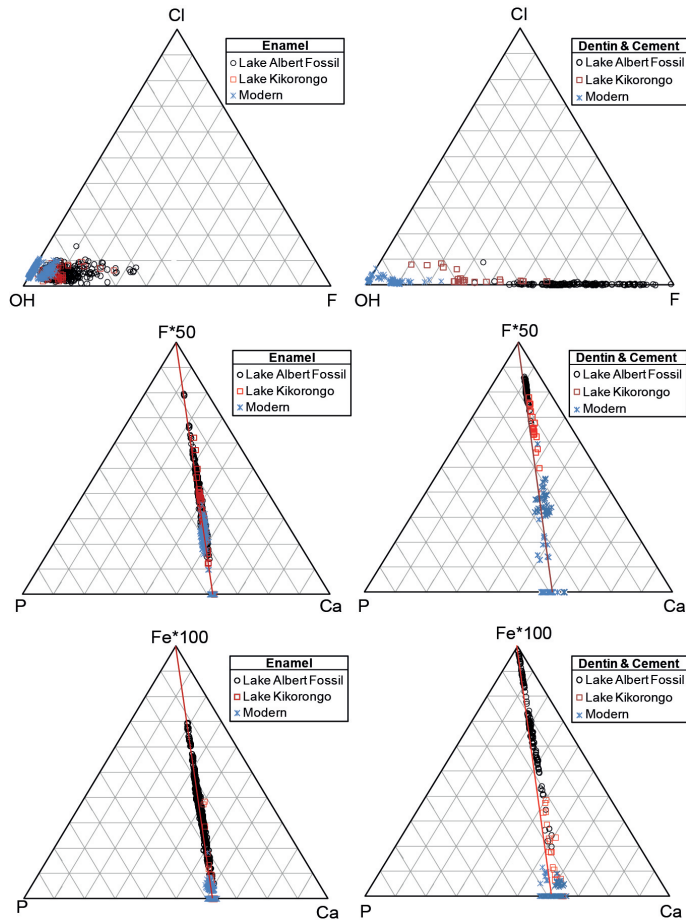 Cl
Enamel
Lake Albert Fossil
Lake Kikorongo
Modern
OH
F
Cl
Dentin & Cement
Lake Albert Fossil
Lake Kikorongo
Modern
OH
F
F*50
Enamel
Lake Albert Fossil
Lake Kikorongo
Modern
P
Ca
F*50
Dentin & Cement
Lake Albert Fossil
Lake Kikorongo
Modern
P
Ca
Fe*100
Enamel
Lake Albert Fossil
Lake Kikorongo
Modern
P
Ca
Fe*100
Dentin & Cement
Lake Albert Fossil
Lake Kikorongo
Modern
P
Ca